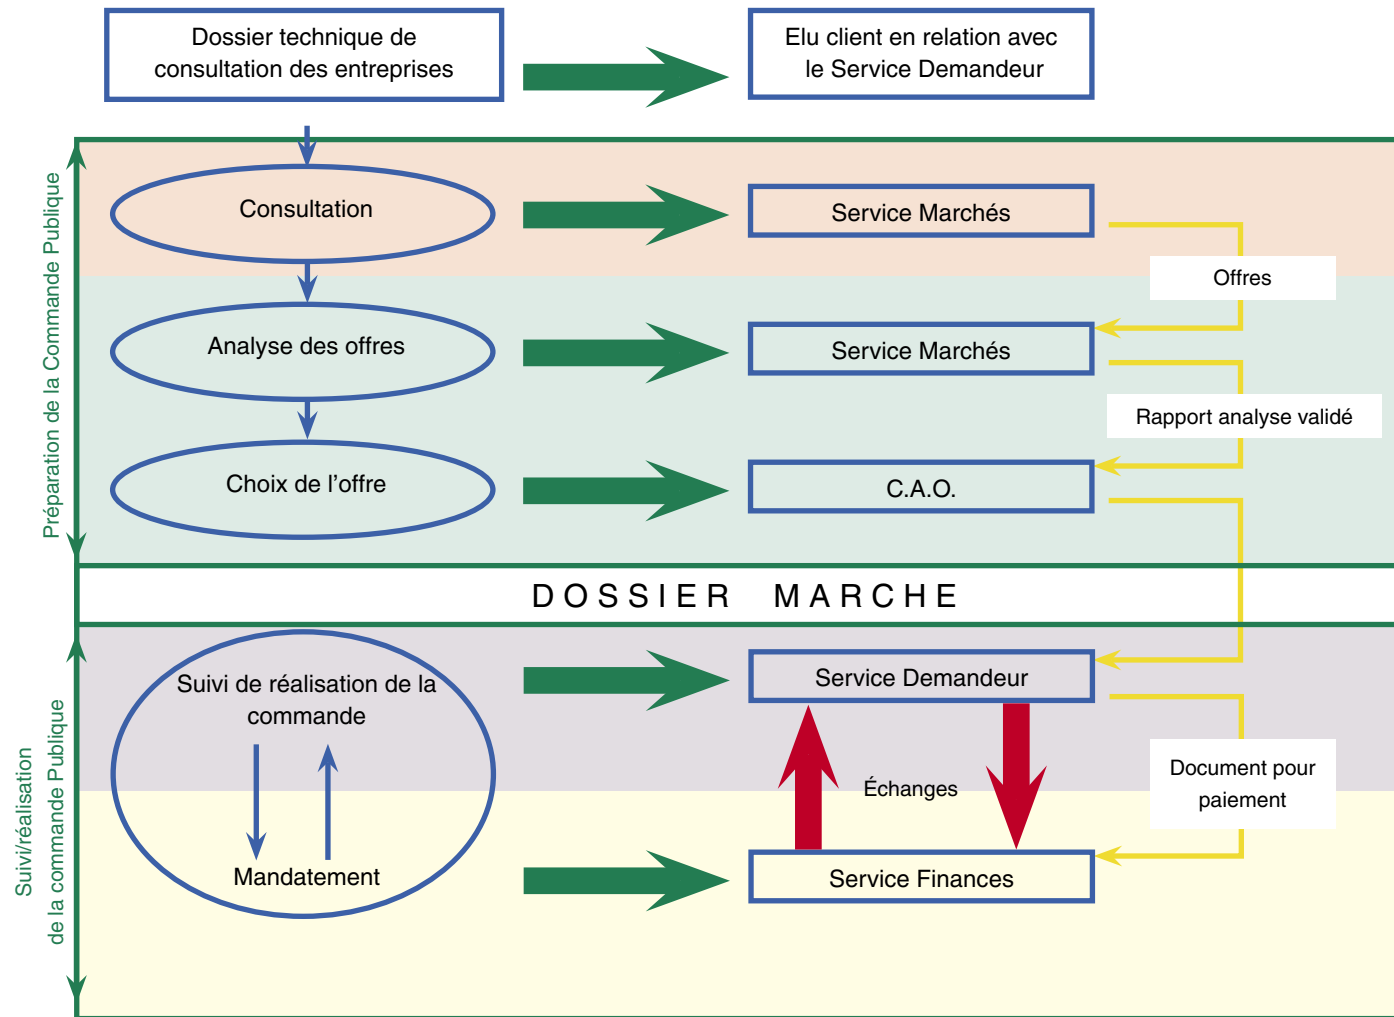 Dossier technique de
consultation des entreprises
Elu client en relation avec
le Service Demandeur
Préparation de la Commande Publique
Consultation
Service Marchés
Offres
Analyse des offres
Service Marchés
Rapport analyse validé
Choix de l’offre
C.A.O.
DOSSIER MARCHE
Suivi/réalisation
de la commande Publique
Suivi de réalisation de la
commande
Service Demandeur
Échanges
Document pour
paiement
Mandatement
Service Finances